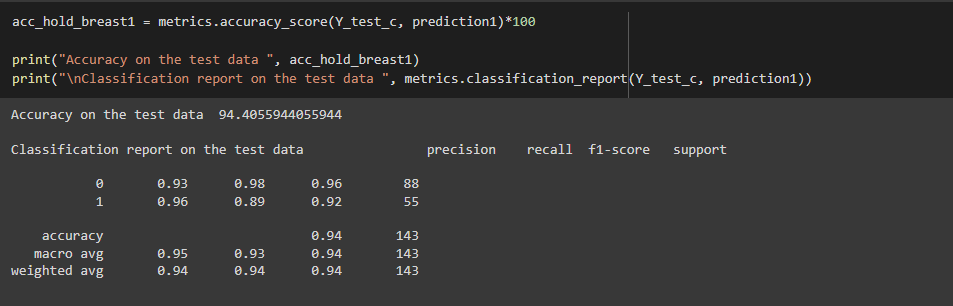 acc_hold_breast1 = metrics.accuracy_score(Y_test_c, prediction1)*100
print("Accuracy on the test data ", acc_hold_breast1)
print("\nClassification report on the test data ", metrics.classification_report(Y_test_c, prediction1))
Accuracy on the test data  94.4055944055944
Classification report on the test data                precision    recall  f1-score   support
           0       0.93      0.98      0.96        88
           1       0.96      0.89      0.92        55
    accuracy                           0.94       143
   macro avg       0.95      0.93      0.94       143
weighted avg       0.94      0.94      0.94       143